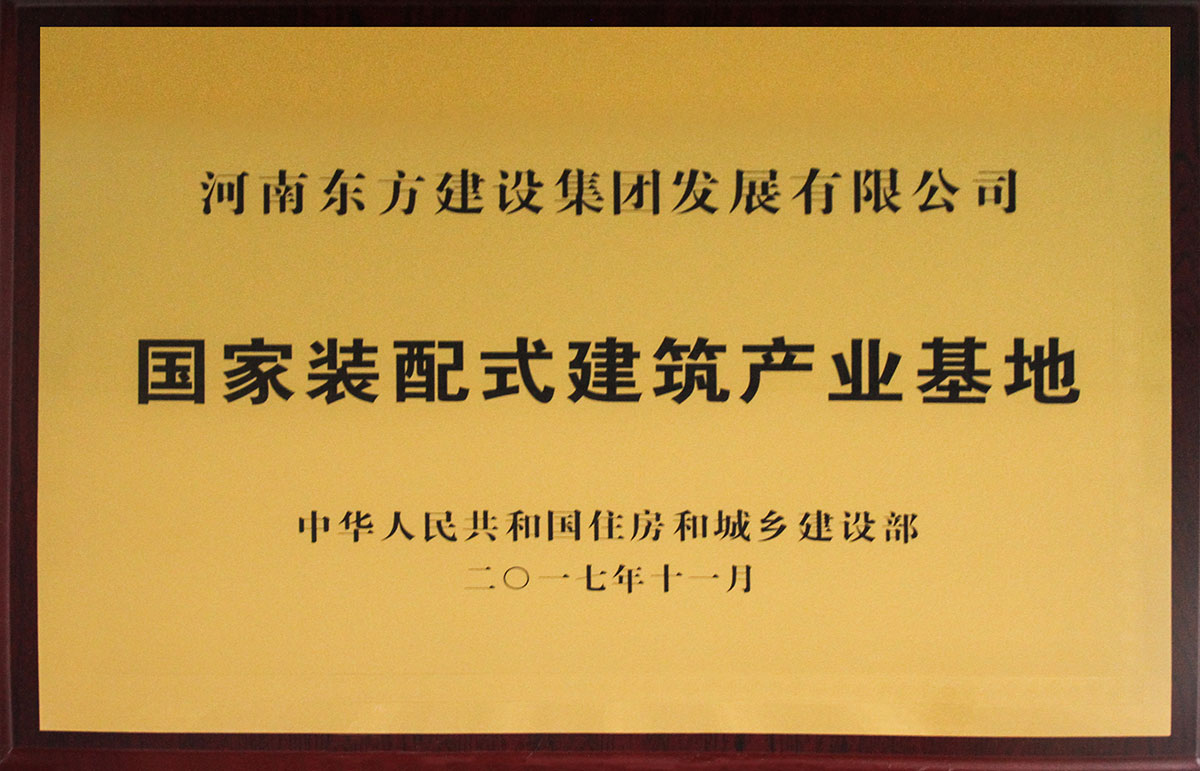 河南东方建设集团发展有限公司
国家装配式建筑产业基地
中华人民共和国住房和城乡建设部
二〇一七年十一月